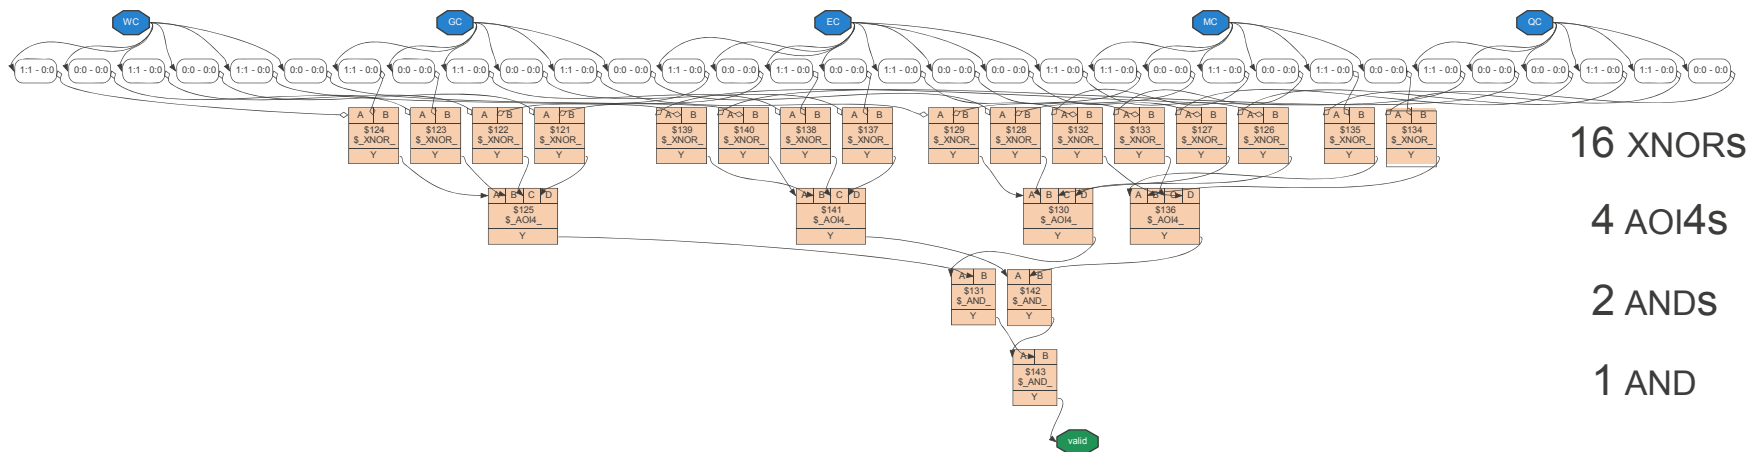 WC GC EC MC QC
1:1 - 0:0 0:0 - 0:0 1:1 - 0:0 0:0 - 0:0 1:1 - 0:0 0:0 - 0:0 1:1 - 0:0 0:0 - 0:0 1:1 - 0:0 0:0 - 0:0 1:1 - 0:0 0:0 - 0:0 1:1 - 0:0 0:0 - 0:0 1:1 - 0:0 0:0 - 0:0 1:1 - 0:0 0:0 - 0:0 0:0 - 0:0 1:1 - 0:0 1:1 - 0:0 0:0 - 0:0 1:1 - 0:0 0:0 - 0:0 1:1 - 0:0 0:0 - 0:0 1:1 - 0:0 0:0 - 0:0 0:0 - 0:0 1:1 - 0:0 1:1 - 0:0 0:0 - 0:0
A B A B A B A B A B A B A B A B A B A B A B A B A B A B A B A B
$124 $123 $122 $121 $139 $140 $138 $137 $129 $128 $132 $133 $127 $126 $135 $134
$_XNOR_ $_XNOR_ $_XNOR_ $_XNOR_ $_XNOR_ $_XNOR_ $_XNOR_ $_XNOR_ $_XNOR_ $_XNOR_ $_XNOR_ $_XNOR_ $_XNOR_ $_XNOR_ $_XNOR_ $_XNOR_
Y Y Y Y Y Y Y Y Y Y Y Y Y Y Y Y
16 XNORs
A B C D A B C D A B C D A B C D
$125 $141 $130 $136
$_AOI4_ $_AOI4_ $_AOI4_ $_AOI4_
Y Y Y Y
4 AOI4s
A B A B
$131 $142
$_AND_ $_AND_
Y Y
2 ANDs
A B
$143
$_AND_
Y
1 AND
valid